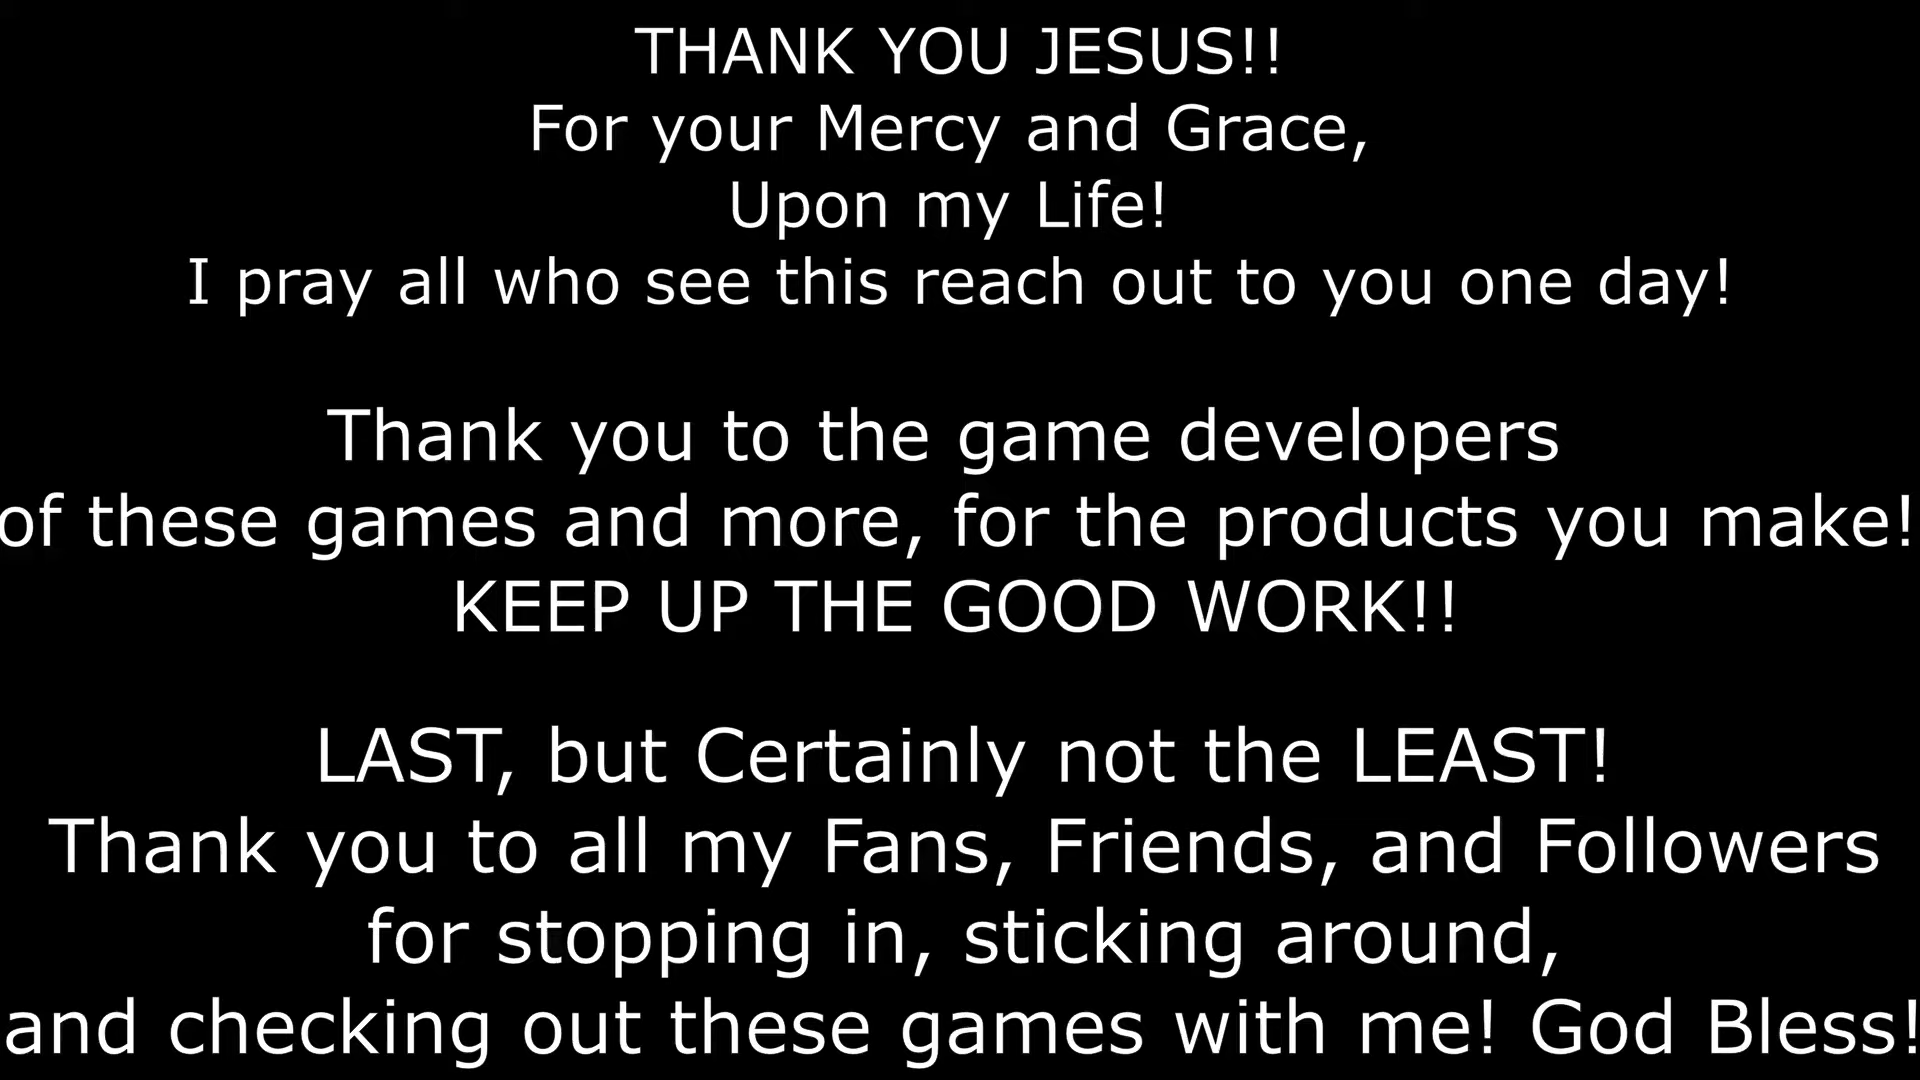 THANK YOU JESUS!!
For your Mercy and Grace,
Upon my Life!
I pray all who see this reach out to you one day!
Thank you to the game developers
of these games and more, for the products you make!
KEEP UP THE GOOD WORK!!
LAST, but Certainly not the LEAST!
Thank you to all my Fans, Friends, and Followers
for stopping in, sticking around,
and checking out these games with me! God Bless!